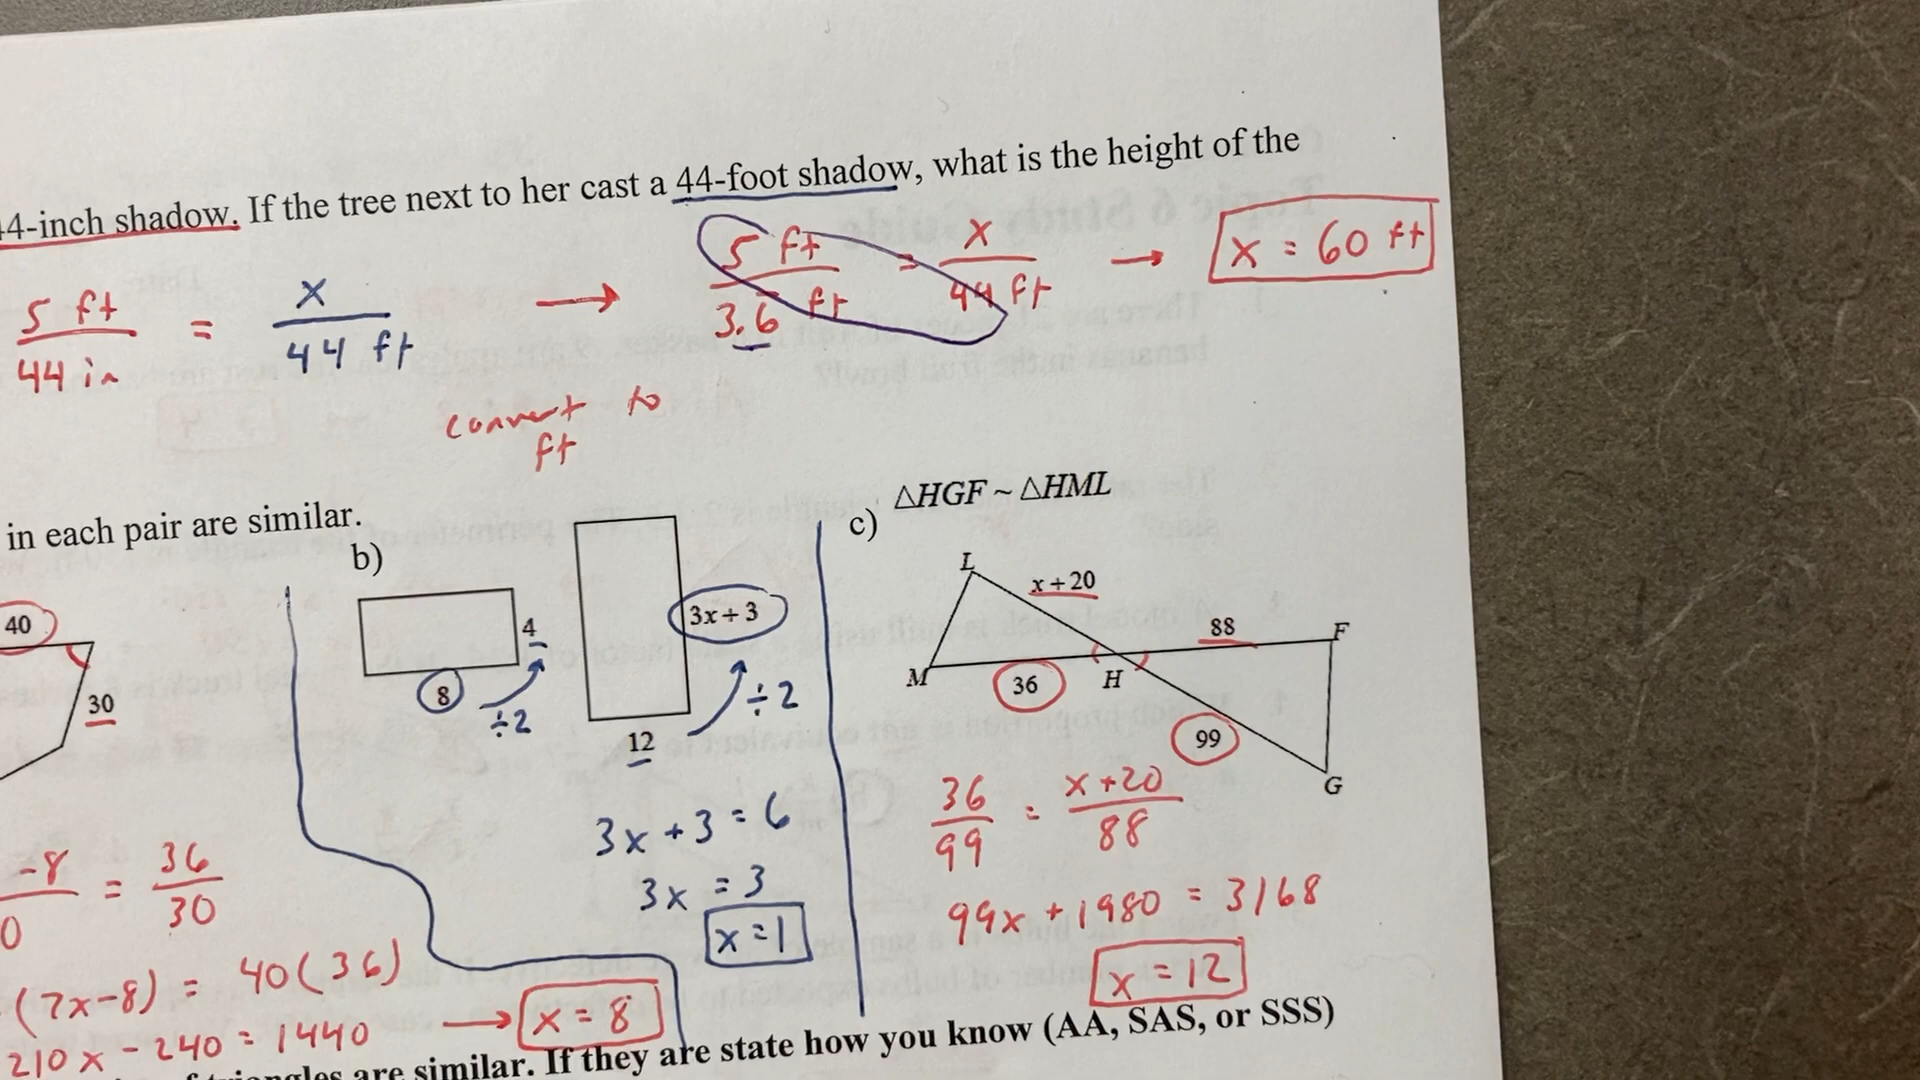 4-inch shadow. If the tree next to her cast a 44-foot shadow, what is the height of the
5 ft / 44 in = x / 44 ft → 5 ft / 3.6 ft = x / 44 ft → x = 60 ft
convert to
ft
in each pair are similar.
40
30
-8 / 0 = 36 / 30
(7x-8) = 40(36)
210x - 240 = 1440 → x = 8
b)
4
8
÷2
3x + 3
12
÷2
3x + 3 = 6
3x = 3
x = 1
c) △HGF ~ △HML
L
x + 20
88
F
M
36
H
99
G
36 / 99 = x + 20 / 88
99x + 1980 = 3168
x = 12
are similar. If they are state how you know (AA, SAS, or SSS)